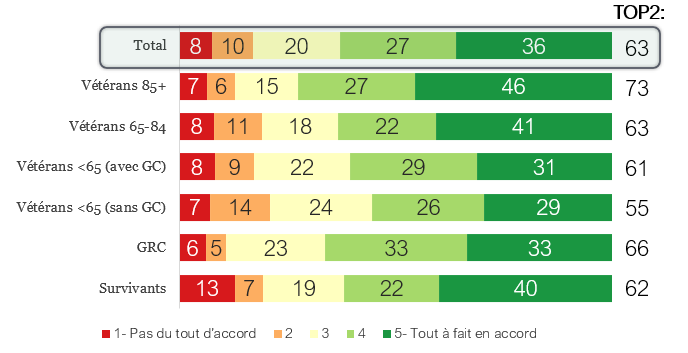 TOP2:
Total 8 10 20 27 36 63
Vétérans 85+ 7 6 15 27 46 73
Vétérans 65-84 8 11 18 22 41 63
Vétérans <65 (avec GC) 8 9 22 29 31 61
Vétérans <65 (sans GC) 7 14 24 26 29 55
GRC 6 5 23 33 33 66
Survivants 13 7 19 22 40 62
1- Pas du tout d'accord 2 3 4 5- Tout à fait en accord